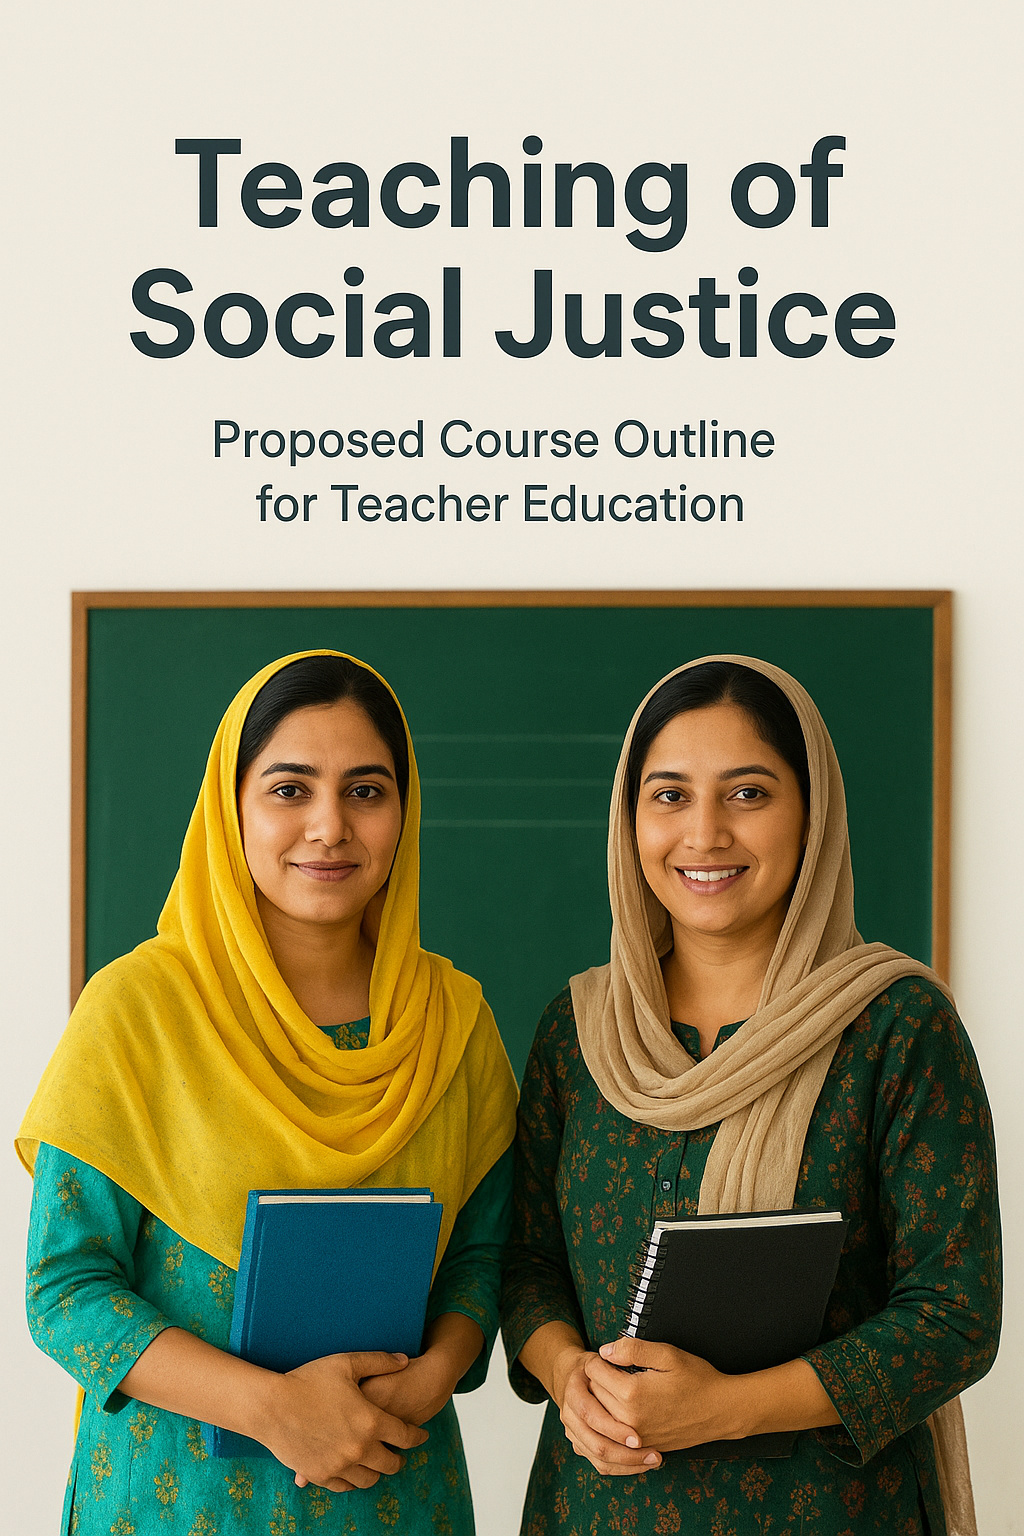 Teaching of
Social Justice
Proposed Course Outline
for Teacher Education